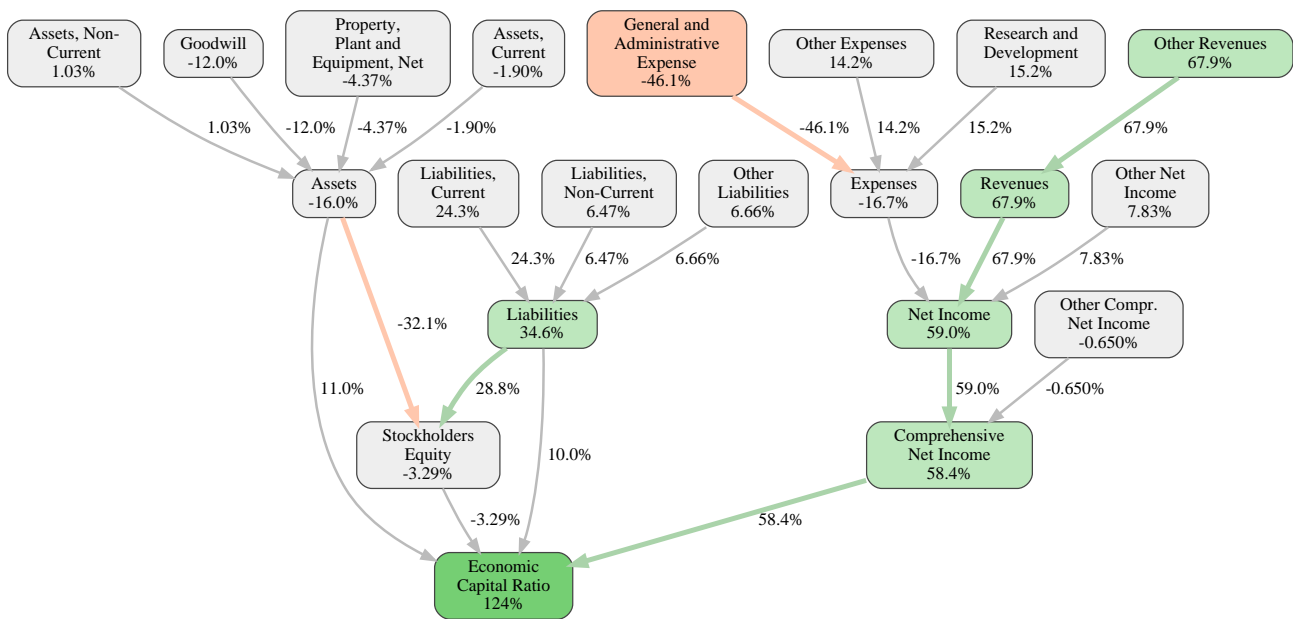 Assets, Non-
Current
1.03%
Goodwill
-12.0%
Property,
Plant and
Equipment, Net
-4.37%
Assets,
Current
-1.90%
General and
Administrative
Expense
-46.1%
Other Expenses
14.2%
Research and
Development
15.2%
Other Revenues
67.9%
1.03%
-12.0%
-4.37%
-1.90%
-46.1%
14.2%
15.2%
67.9%
Assets
-16.0%
Liabilities,
Current
24.3%
Liabilities,
Non-Current
6.47%
Other
Liabilities
6.66%
Expenses
-16.7%
Revenues
67.9%
Other Net
Income
7.83%
24.3%
6.47%
6.66%
-16.7%
67.9%
7.83%
-32.1%
Liabilities
34.6%
Net Income
59.0%
Other Compr.
Net Income
-0.650%
11.0%
28.8%
59.0%
-0.650%
Stockholders
Equity
-3.29%
10.0%
Comprehensive
Net Income
58.4%
-3.29%
58.4%
Economic
Capital Ratio
124%